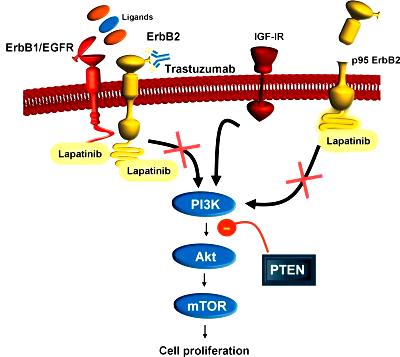 Ligands
ErbB1/EGFR
ErbB2
IGF-IR
p95 ErbB2
Trastuzumab
Lapatinib
Lapatinib
Lapatinib
PI3K
Akt
PTEN
mTOR
Cell proliferation